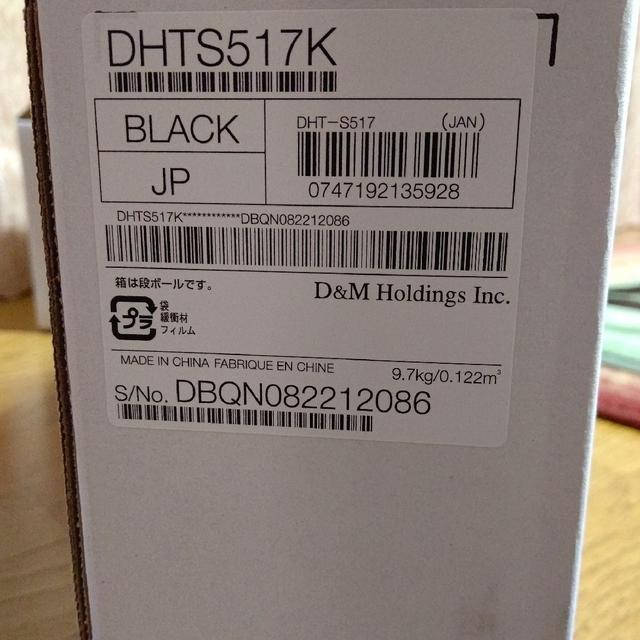 DHTS517K
BLACK
JP
DHT-S517 (JAN)
0747192135928
DHTS517K************DBQN082212086
箱は段ボールです。
プラ
袋
緩衝材
フィルム
D&M Holdings Inc.
MADE IN CHINA FABRIQUE EN CHINE
9.7kg/0.122m³
S/No. DBQN082212086